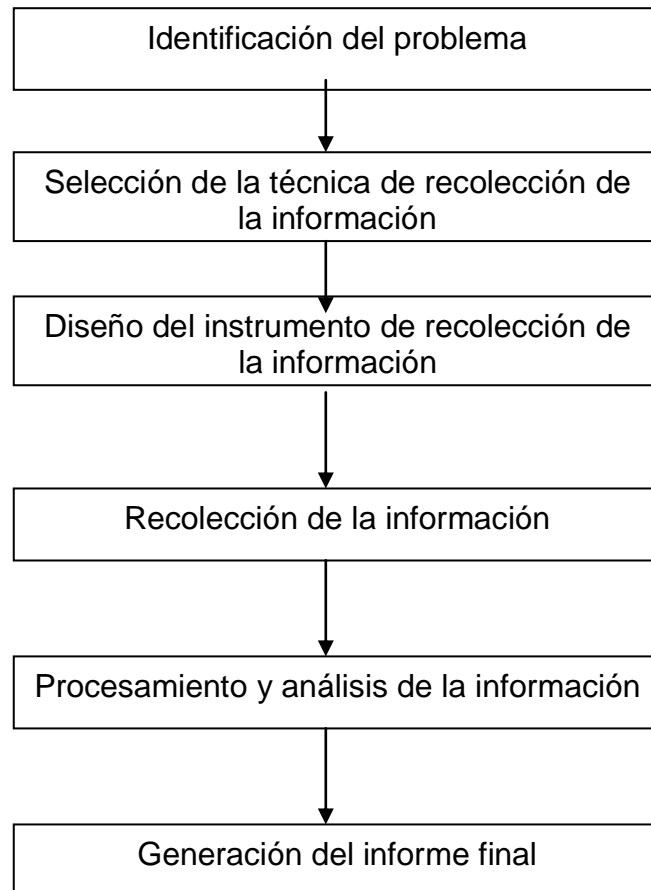 Identificación del problema
Selección de la técnica de recolección de
la información
Diseño del instrumento de recolección de
la información
Recolección de la información
Procesamiento y análisis de la información
Generación del informe final